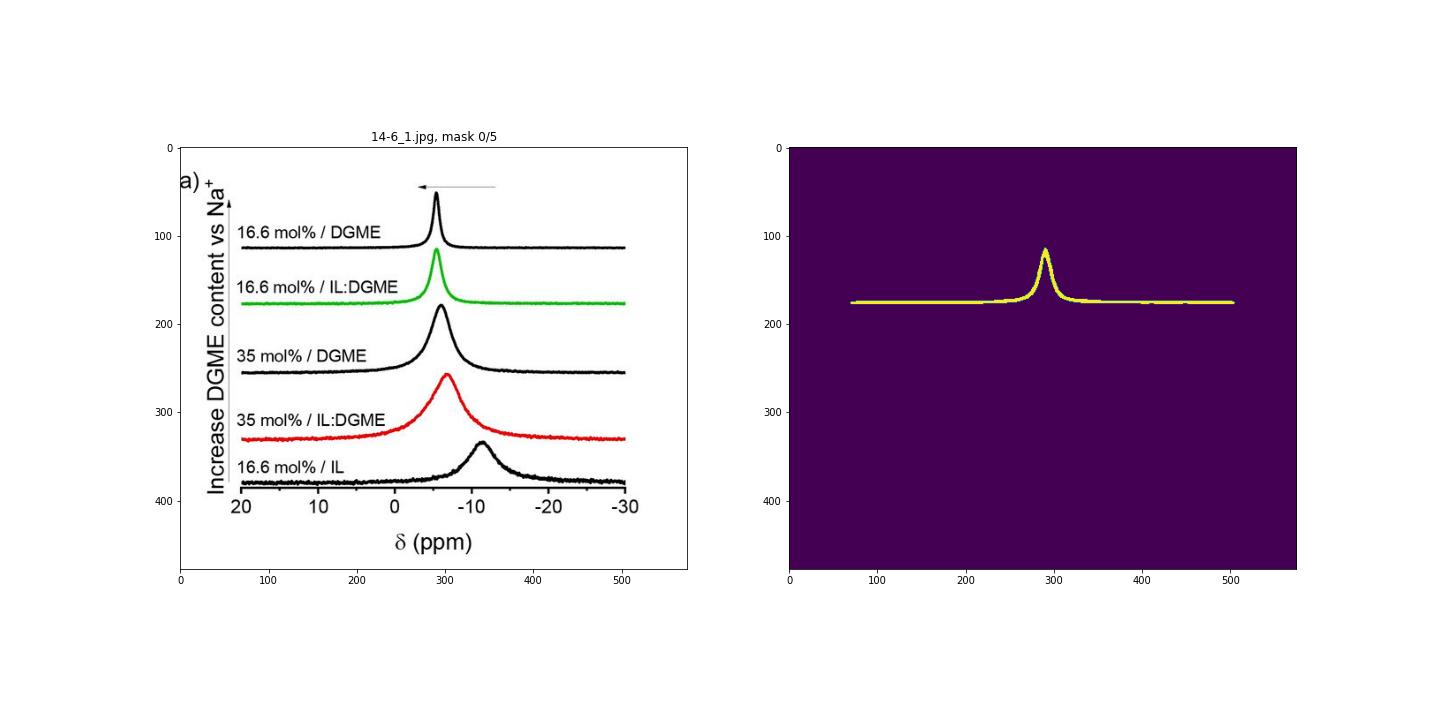 14-6_1.jpg, mask 0/5
a)
Increase DGME content vs Na+
16.6 mol% / DGME
16.6 mol% / IL:DGME
35 mol% / DGME
35 mol% / IL:DGME
16.6 mol% / IL
20 10 0 -10 -20 -30
δ (ppm)
0
100
200
300
400
0 100 200 300 400 500
0
100
200
300
400
0 100 200 300 400 500